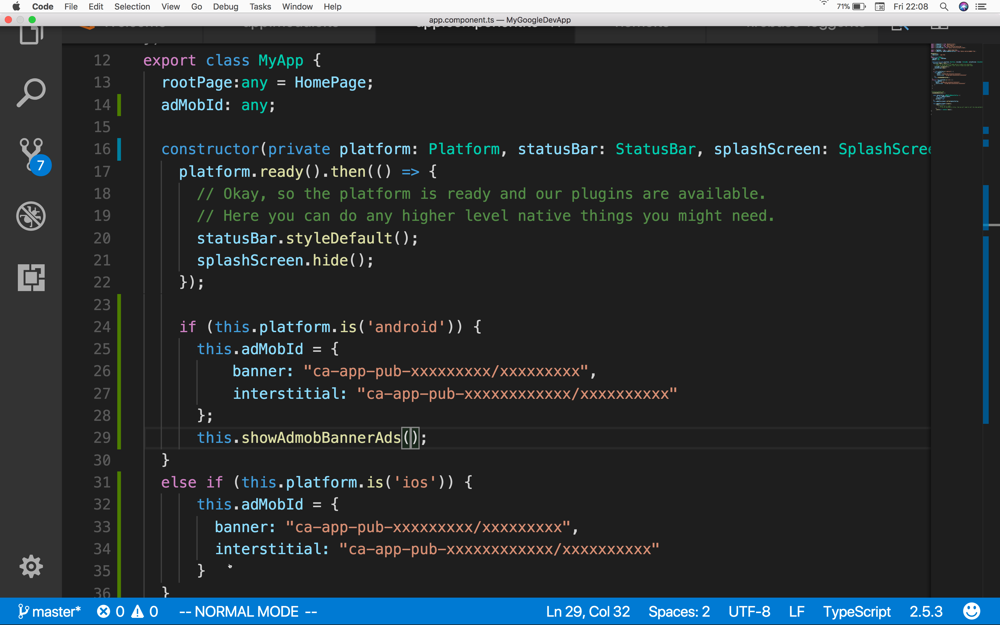 Code File Edit Selection View Go Debug Tasks Window Help 71% Fri 22:08
app.component.ts — MyGoogleDevApp
12 export class MyApp {
13 rootPage:any = HomePage;
14 adMobId: any;
15
16 constructor(private platform: Platform, statusBar: StatusBar, splashScreen: SplashScree
17 platform.ready().then(() => {
18 // Okay, so the platform is ready and our plugins are available.
19 // Here you can do any higher level native things you might need.
20 statusBar.styleDefault();
21 splashScreen.hide();
22 });
23
24 if (this.platform.is('android')) {
25 this.adMobId = {
26 banner: "ca-app-pub-xxxxxxxxx/xxxxxxxxx",
27 interstitial: "ca-app-pub-xxxxxxxxxxxx/xxxxxxxxxx"
28 };
29 this.showAdmobBannerAds();
30 }
31 else if (this.platform.is('ios')) {
32 this.adMobId = {
33 banner: "ca-app-pub-xxxxxxxxx/xxxxxxxxx",
34 interstitial: "ca-app-pub-xxxxxxxxxxxx/xxxxxxxxxx"
35 }
36 }
7
master* 0 0 -- NORMAL MODE -- Ln 29, Col 32 Spaces: 2 UTF-8 LF TypeScript 2.5.3